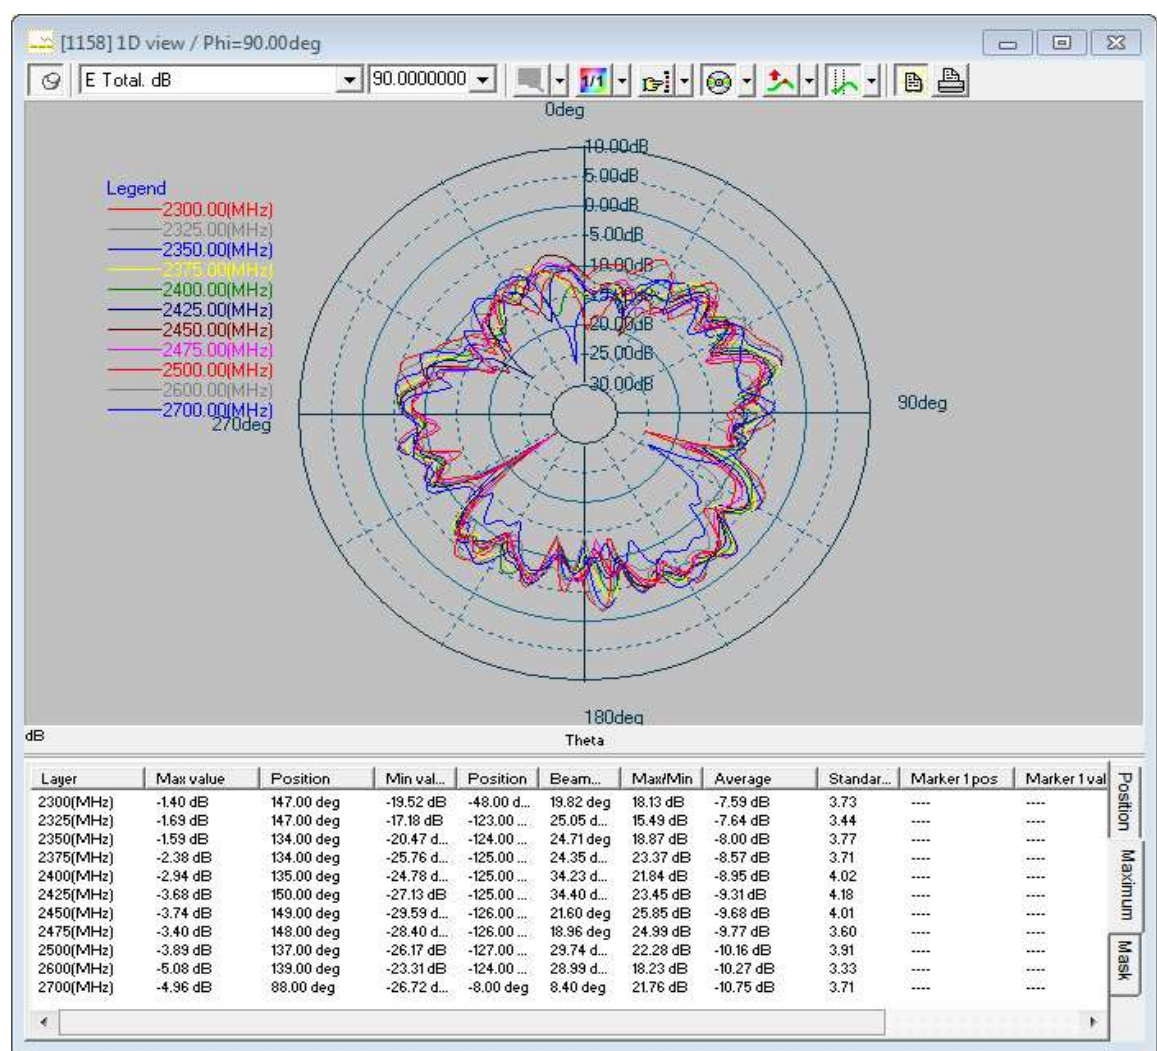 [1158] 1D view / Phi=90.00deg
E Total. dB 90.0000000 1/1
0deg
10.00dB
5.00dB
0.00dB
-5.00dB
-10.00dB
-20.00dB
-25.00dB
-30.00dB
Legend
2300.00(MHz)
2325.00(MHz)
2350.00(MHz)
2375.00(MHz)
2400.00(MHz)
2425.00(MHz)
2450.00(MHz)
2475.00(MHz)
2500.00(MHz)
2600.00(MHz)
2700.00(MHz)
270deg
90deg
180deg
dB
Theta
Layer Max value Position Min val... Position Beam... Max/Min Average Standar... Marker 1 pos Marker 1 val
2300(MHz) -1.40 dB 147.00 deg -19.52 dB -48.00 d... 19.82 deg 18.13 dB -7.59 dB 3.73 ---- ----
2325(MHz) -1.69 dB 147.00 deg -17.18 dB -123.00 ... 25.05 d... 15.49 dB -7.64 dB 3.44 ---- ----
2350(MHz) -1.59 dB 134.00 deg -20.47 d... -124.00 ... 24.71 deg 18.87 dB -8.00 dB 3.77 ---- ----
2375(MHz) -2.38 dB 134.00 deg -25.76 d... -125.00 ... 24.35 d... 23.37 dB -8.57 dB 3.71 ---- ----
2400(MHz) -2.94 dB 135.00 deg -24.78 d... -125.00 ... 34.23 d... 21.84 dB -8.95 dB 4.02 ---- ----
2425(MHz) -3.68 dB 150.00 deg -27.13 dB -125.00 ... 34.40 d... 23.45 dB -9.31 dB 4.18 ---- ----
2450(MHz) -3.74 dB 149.00 deg -29.59 d... -126.00 ... 21.60 deg 25.85 dB -9.68 dB 4.01 ---- ----
2475(MHz) -3.40 dB 148.00 deg -28.40 d... -126.00 ... 18.96 deg 24.99 dB -9.77 dB 3.60 ---- ----
2500(MHz) -3.89 dB 137.00 deg -26.17 dB -127.00 ... 29.74 d... 22.28 dB -10.16 dB 3.91 ---- ----
2600(MHz) -5.08 dB 139.00 deg -23.31 dB -124.00 ... 28.99 d... 18.23 dB -10.27 dB 3.33 ---- ----
2700(MHz) -4.96 dB 88.00 deg -26.72 d... -8.00 deg 8.40 deg 21.76 dB -10.75 dB 3.71 ---- ----
Position
Maximum
Mask